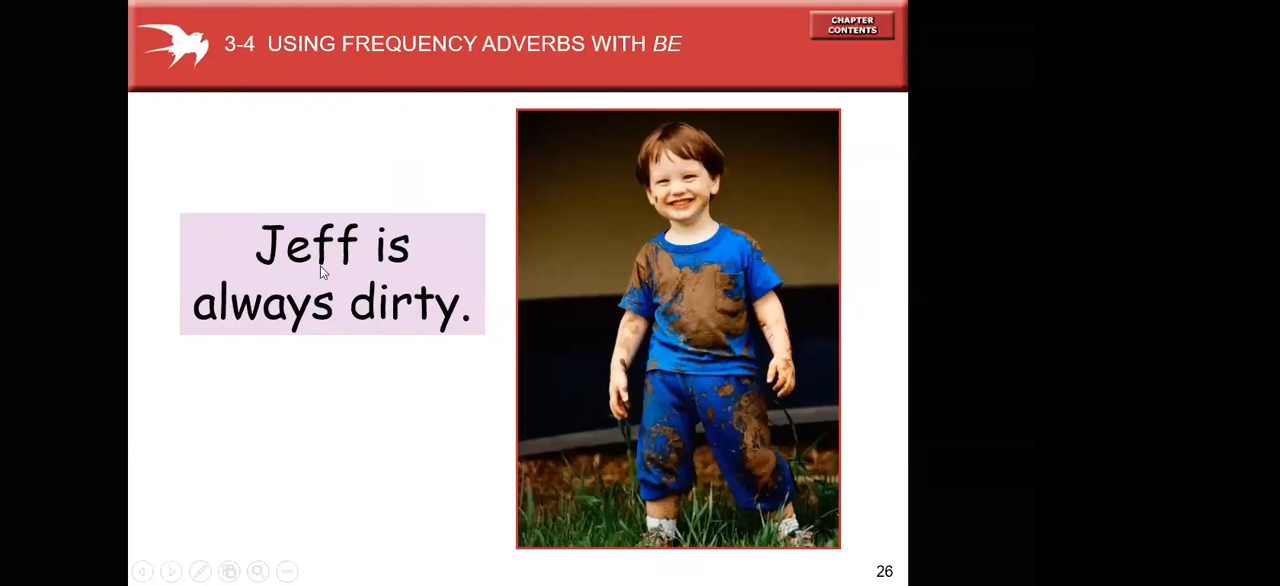 3-4 USING FREQUENCY ADVERBS WITH BE
CHAPTER
CONTENTS
Jeff is
always dirty.
26